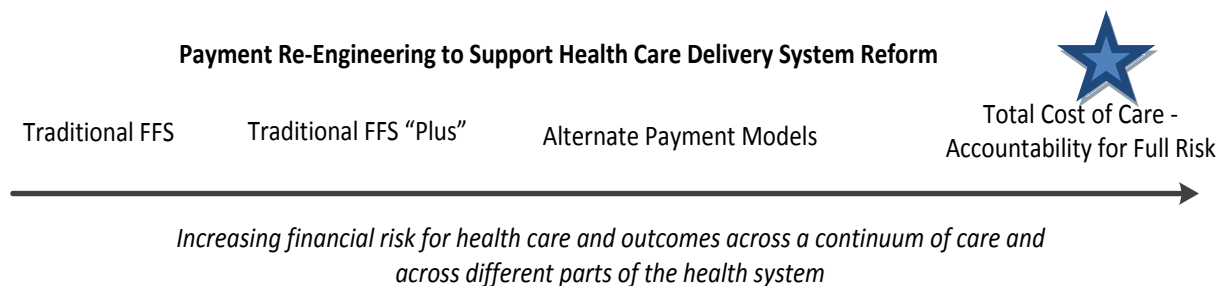 Payment Re-Engineering to Support Health Care Delivery System Reform
Traditional FFS
Traditional FFS “Plus”
Alternate Payment Models
Total Cost of Care -
Accountability for Full Risk
Increasing financial risk for health care and outcomes across a continuum of care and
across different parts of the health system